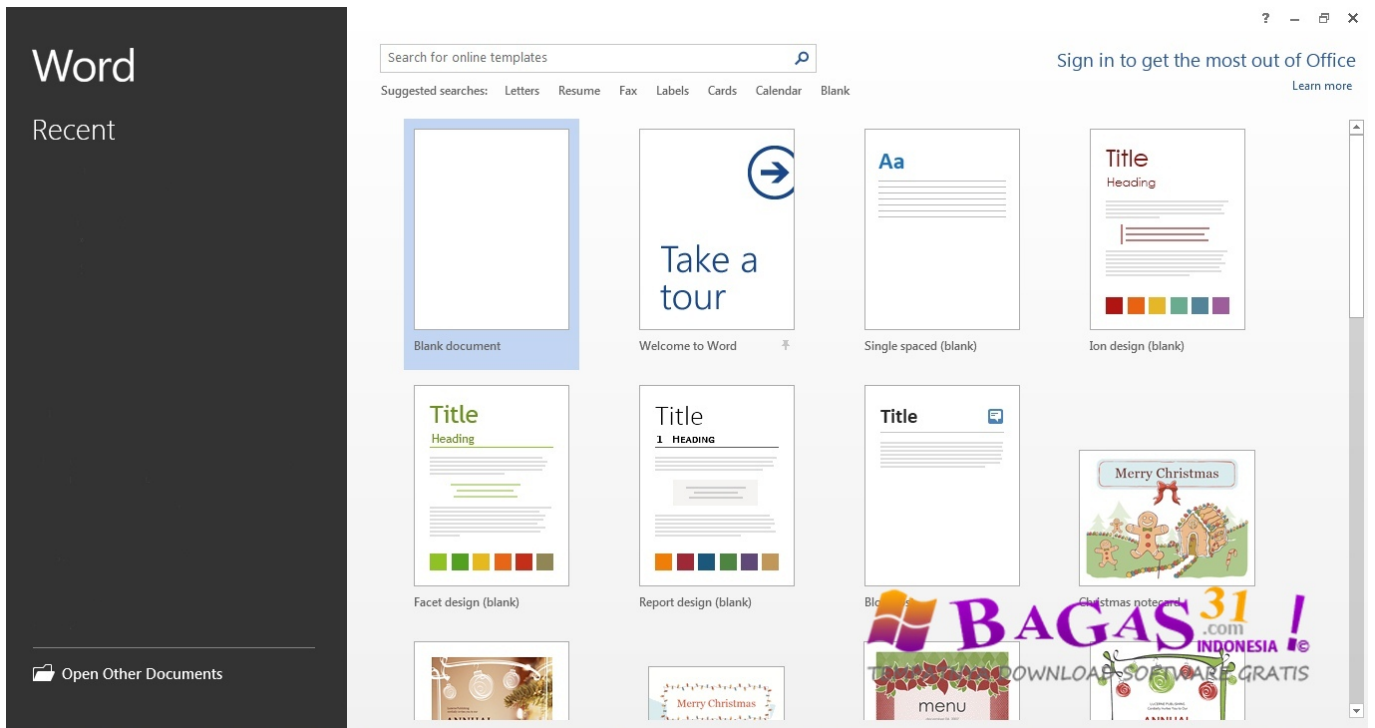 ?
Word
Recent
Search for online templates
Suggested searches: Letters Resume Fax Labels Cards Calendar Blank
Sign in to get the most out of Office
Learn more
Take a
tour
Aa
Title
Heading
Blank document
Welcome to Word
Single spaced (blank)
Ion design (blank)
Title
Heading
Title
1 HEADING
Title
Merry Christmas
Facet design (blank)
Report design (blank)
Christmas notecard
BAGAS31
.com
INDONESIA !©
DOWNLOAD SOFTWARE GRATIS
Open Other Documents
ANNUAL
Merry Christmas
menu
ANNUAL